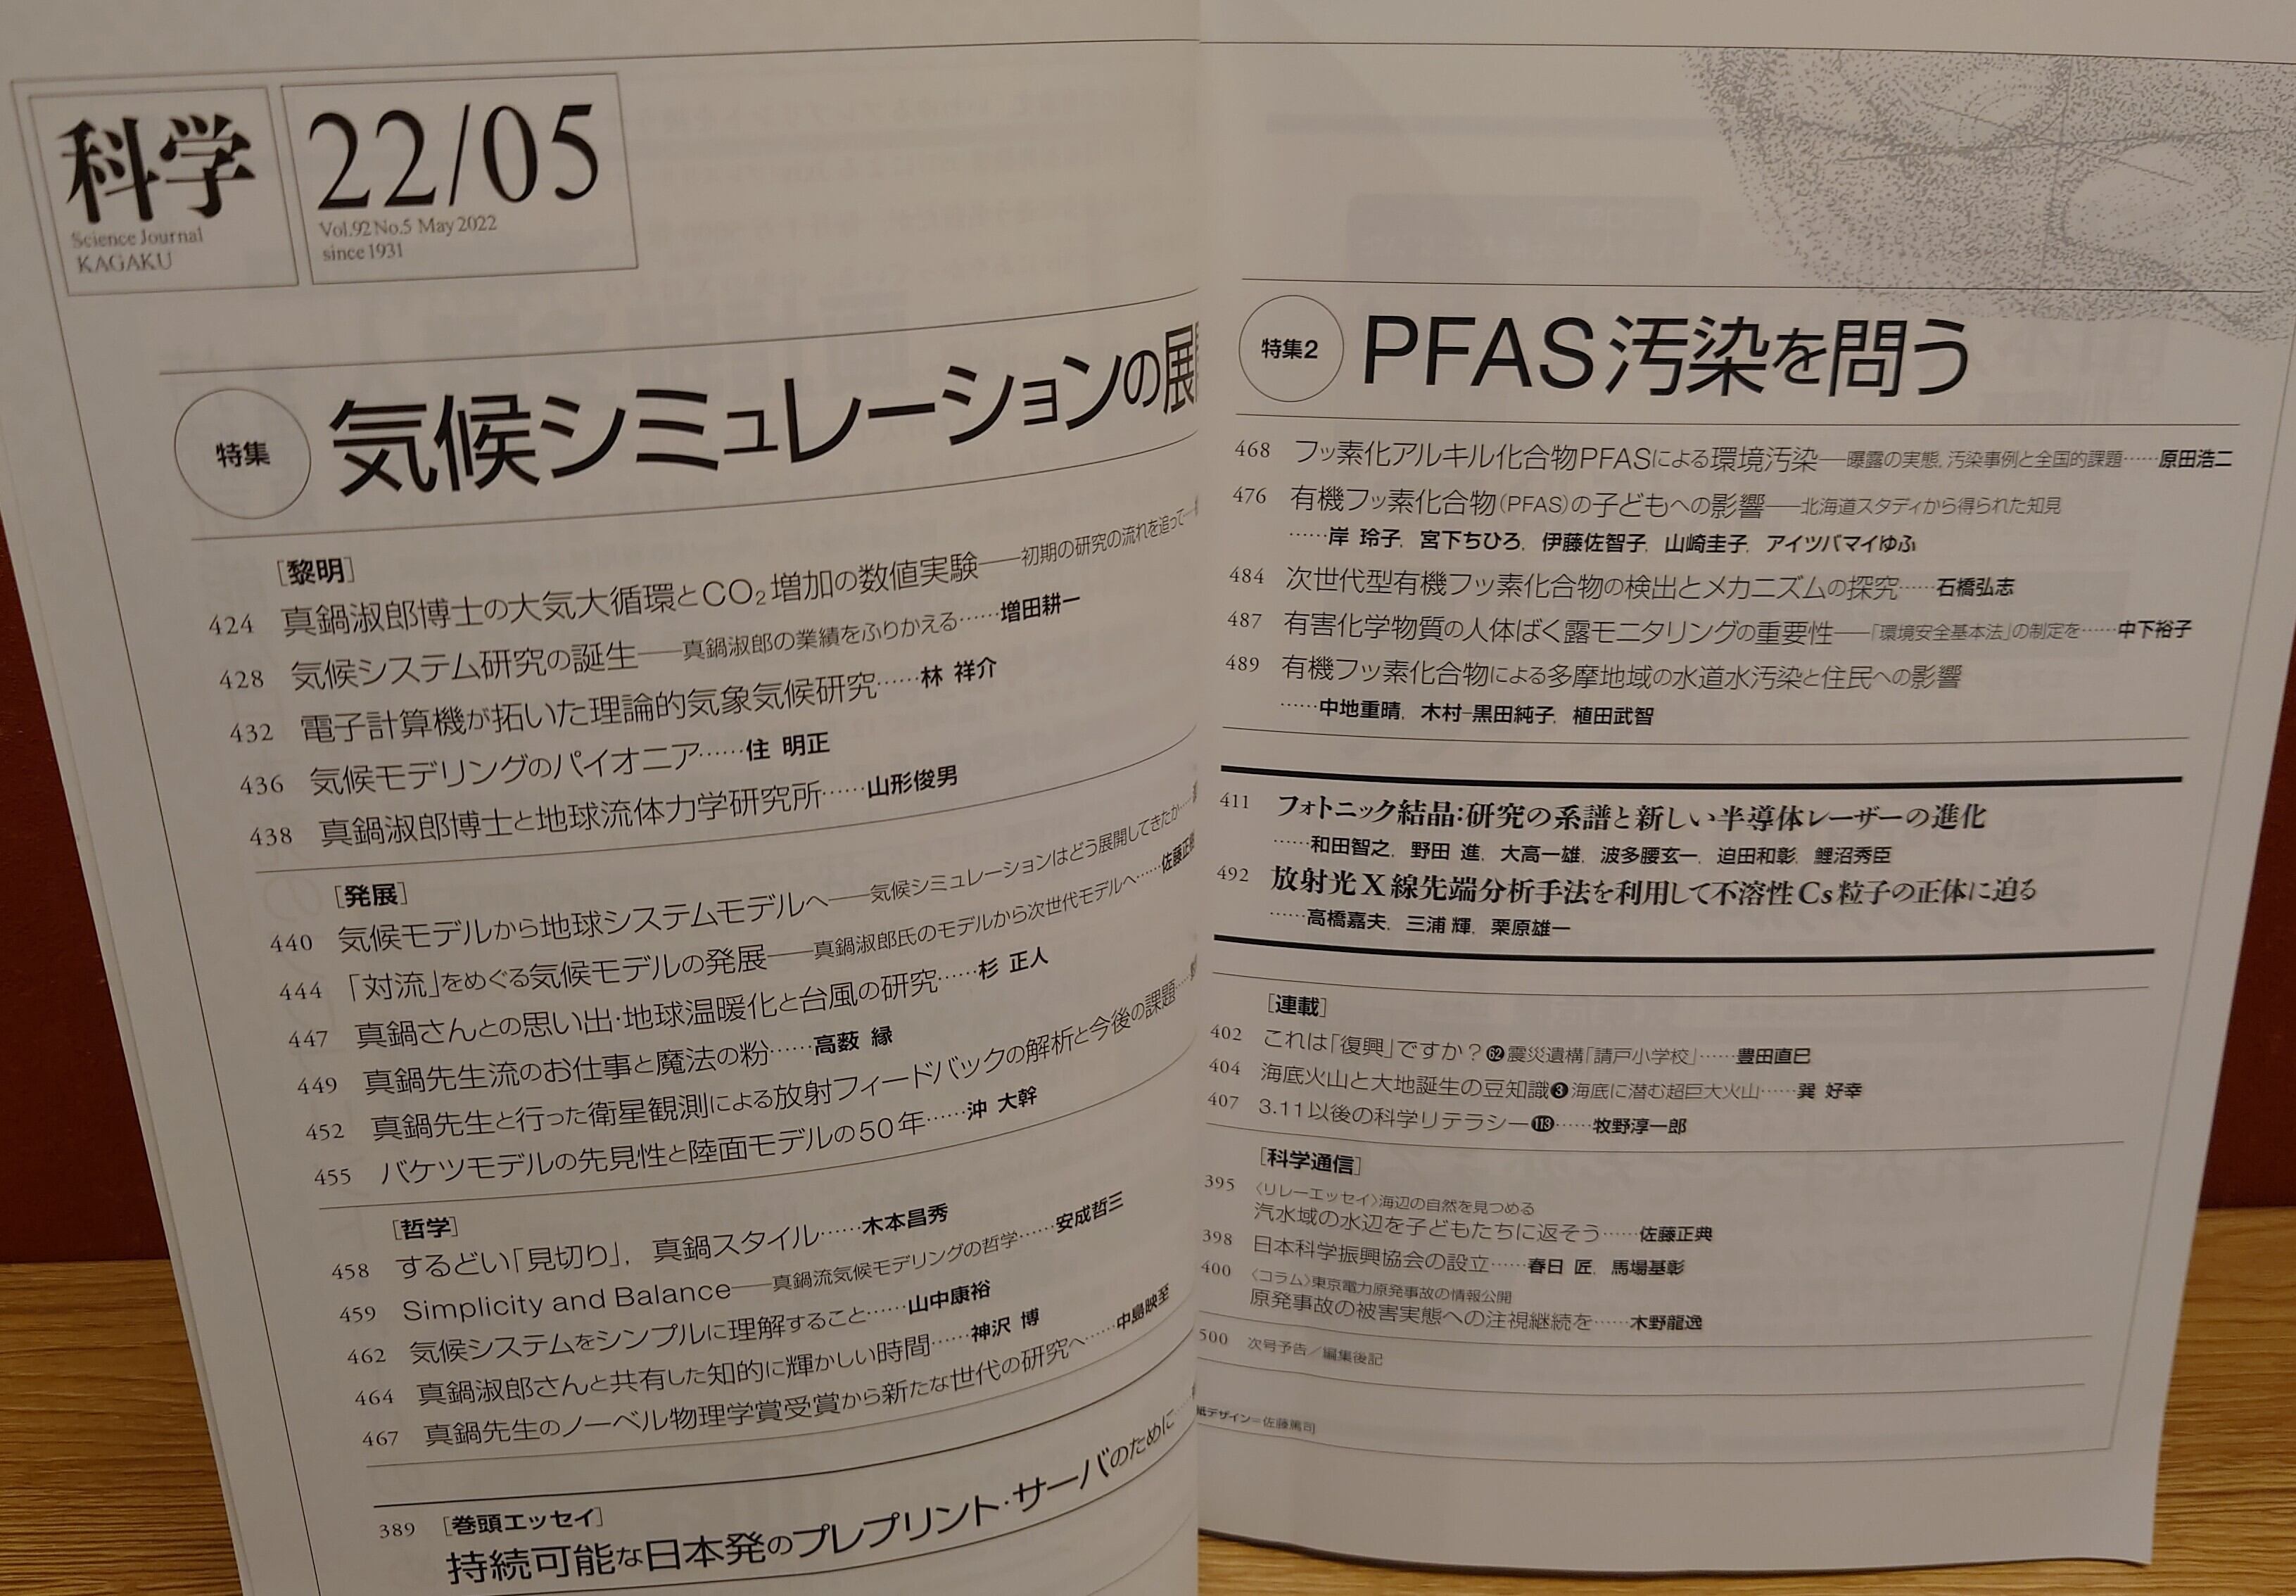 科学
Science Journal
KAGAKU
22/05
Vol.92 No.5 May 2022
since 1931
特集
気候シミュレーションの展
[黎明]
424 真鍋淑郎博士の大気大循環とCO₂増加の数値実験──初期の研究の流れを追って
428 気候システム研究の誕生──真鍋淑郎の業績をふりかえる……増田耕一
432 電子計算機が拓いた理論的気象気候研究……林 祥介
436 気候モデリングのパイオニア……住 明正
438 真鍋淑郎博士と地球流体力学研究所……山形俊男
[発展]
440 気候モデルから地球システムモデルへ──気候シミュレーションはどう展開してきたか……
444 「対流」をめぐる気候モデルの発展──真鍋淑郎氏のモデルから次世代モデルへ……佐藤正
447 真鍋さんとの思い出・地球温暖化と台風の研究……杉 正人
449 真鍋先生流のお仕事と魔法の粉……高薮 縁
452 真鍋先生と行った衛星観測による放射フィードバックの解析と今後の課題……
455 バケツモデルの先見性と陸面モデルの50年……沖 大幹
[哲学]
458 するどい「見切り」，真鍋スタイル……木本昌秀
459 Simplicity and Balance──真鍋流気候モデリングの哲学……安成哲三
462 気候システムをシンプルに理解すること……山中康裕
464 真鍋淑郎さんと共有した知的に輝かしい時間……神沢 博
467 真鍋先生のノーベル物理学賞受賞から新たな世代の研究へ……中島映至
389 [巻頭エッセイ]
持続可能な日本発のプレプリント・サーバのために
特集2
PFAS汚染を問う
468 フッ素化アルキル化合物PFASによる環境汚染──曝露の実態，汚染事例と全国的課題……原田浩二
476 有機フッ素化合物(PFAS)の子どもへの影響──北海道スタディから得られた知見
……岸 玲子，宮下ちひろ，伊藤佐智子，山崎圭子，アイツバマイゆふ
484 次世代型有機フッ素化合物の検出とメカニズムの探究……石橋弘志
487 有害化学物質の人体ばく露モニタリングの重要性──「環境安全基本法」の制定を……中下裕子
489 有機フッ素化合物による多摩地域の水道水汚染と住民への影響
……中地重晴，木村-黒田純子，植田武智
411 フォトニック結晶：研究の系譜と新しい半導体レーザーの進化
……和田智之，野田 進，大高一雄，波多腰玄一，迫田和彰，鯉沼秀臣
492 放射光X線先端分析手法を利用して不溶性Cs粒子の正体に迫る
……高橋嘉夫，三浦 輝，栗原雄一
[連載]
402 これは「復興」ですか？62震災遺構「請戸小学校」……豊田直巳
404 海底火山と大地誕生の豆知識3海底に潜む超巨大火山……巽 好幸
407 3.11以後の科学リテラシー113……牧野淳一郎
[科学通信]
395 〈リレーエッセイ〉海辺の自然を見つめる
汽水域の水辺を子どもたちに返そう……佐藤正典
398 日本科学振興協会の設立……春日 匠，馬場基彰
400 〈コラム〉東京電力原発事故の情報公開
原発事故の被害実態への注視継続を……木野龍逸
500 次号予告／編集後記
紙デザイン＝佐藤篤司